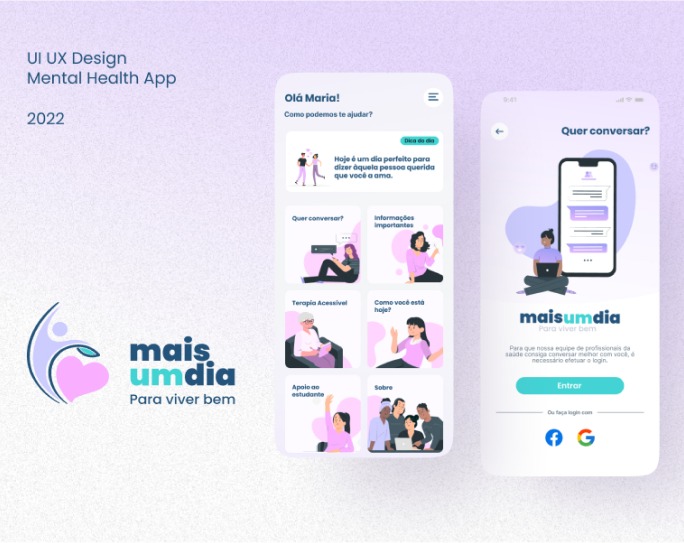 UI UX Design
Mental Health App
2022
mais
umdia
Para viver bem
Olá Maria!
Como podemos te ajudar?
Dica do dia
Hoje é um dia perfeito para
dizer àquela pessoa querida
que você a ama.
Quer conversar?
Informações
importantes
Terapia Acessível
Como você está
hoje?
Apoio ao
estudante
Sobre
9:41
Quer conversar?
maisumdia
Para viver bem
Para que nossa equipe de profissionais da
saúde consiga conversar melhor com você, é
necessário efetuar o login.
Entrar
Ou faça login com